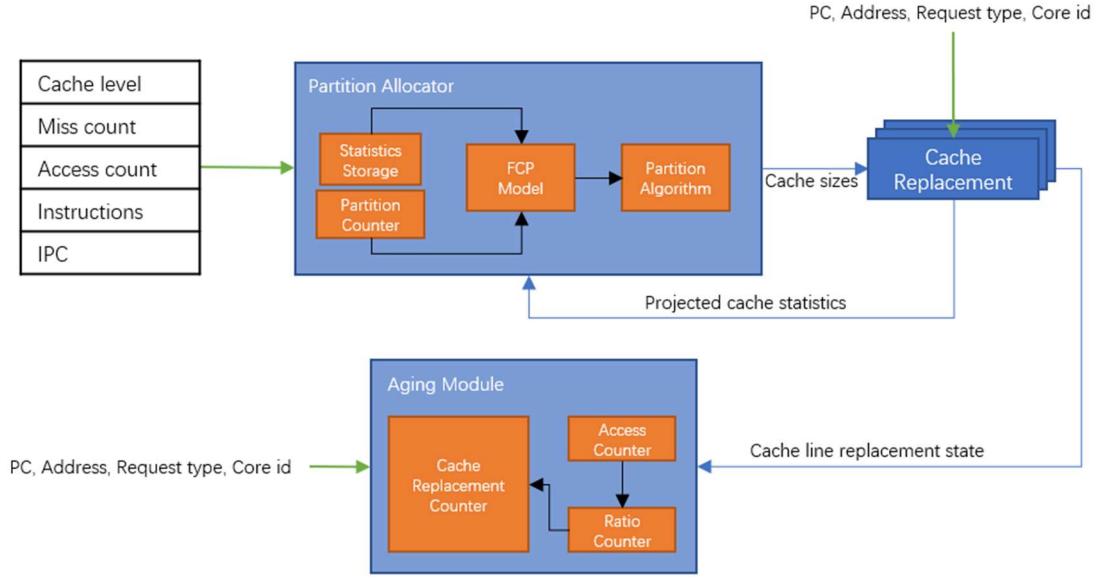 PC, Address, Request type, Core id
Cache level
Miss count
Access count
Instructions
IPC
Partition Allocator
Statistics
Storage
Partition
Counter
FCP
Model
Partition
Algorithm
Cache sizes
Cache
Replacement
Projected cache statistics
Aging Module
Cache
Replacement
Counter
Access
Counter
Ratio
Counter
PC, Address, Request type, Core id
Cache line replacement state